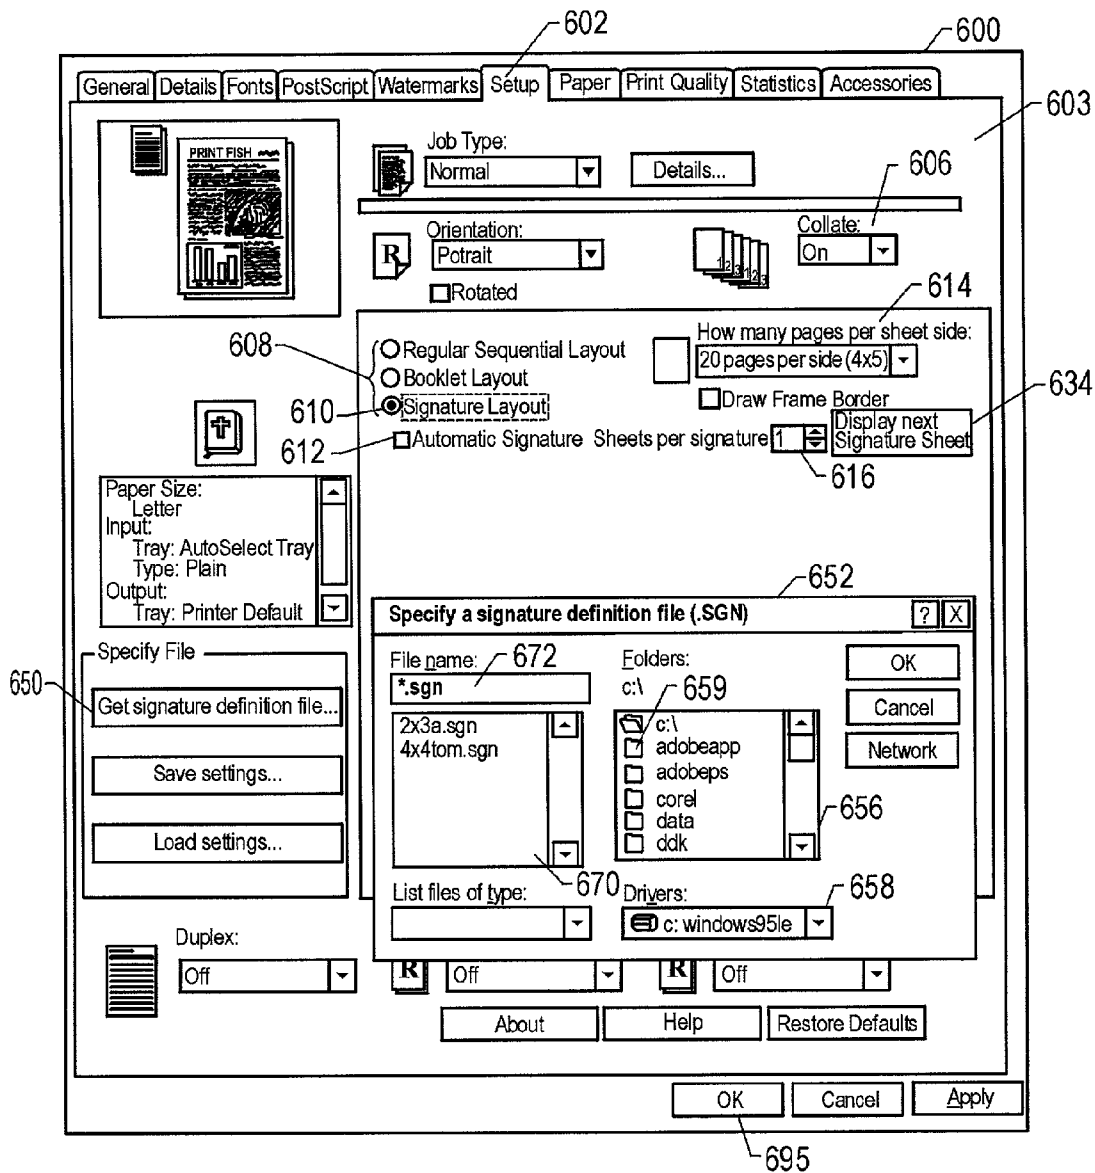 602
600
General Details Fonts PostScript Watermarks Setup Paper Print Quality Statistics Accessories
603
PRINT FISH
Job Type:
Normal
Details...
606
Orientation:
Potrait
Rotated
R
1 2 3 1 2 3
Collate:
On
614
608
Regular Sequential Layout
Booklet Layout
610
Signature Layout
How many pages per sheet side:
20 pages per side (4x5)
Draw Frame Border
634
612
Automatic Signature Sheets per signature 1
Display next
Signature Sheet
616
Paper Size:
Letter
Input:
Tray: AutoSelect Tray
Type: Plain
Output:
Tray: Printer Default
Specify File
650
Get signature definition file...
Save settings...
Load settings...
652
Specify a signature definition file (.SGN) ? X
File name:
672
*.sgn
2x3a.sgn
4x4tom.sgn
670
List files of type:
Folders:
c:\
659
c:\
adobeapp
adobeps
corel
data
ddk
656
Drivers:
658
c: windows95le
OK
Cancel
Network
Duplex:
Off
R
Off
R
Off
About
Help
Restore Defaults
OK
Cancel
Apply
695